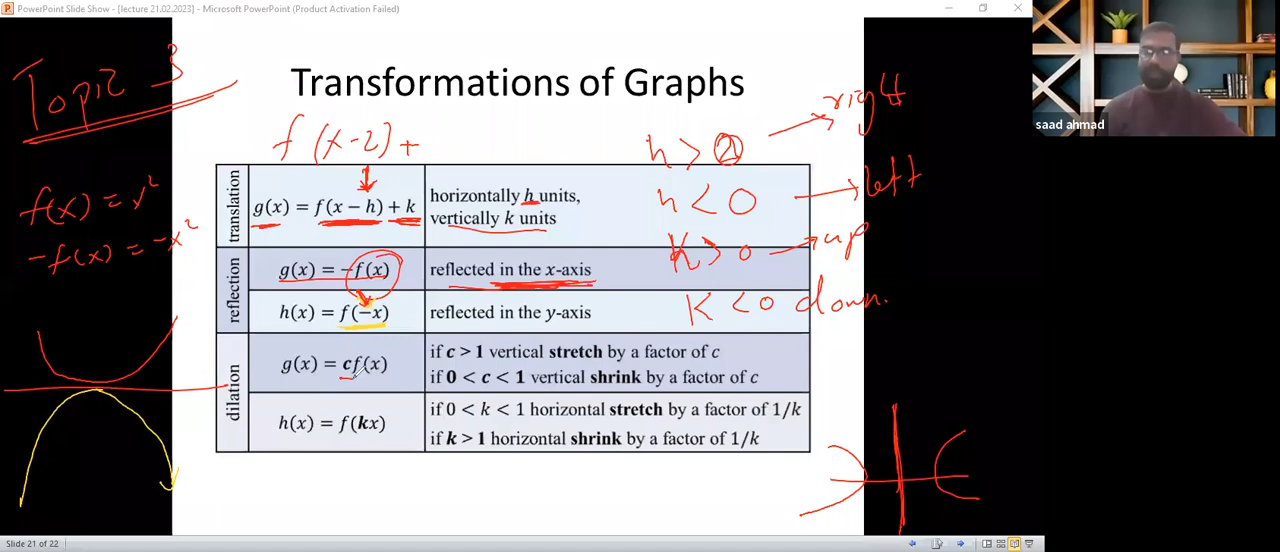 PowerPoint Slide Show - [lecture 21.02.2023] - Microsoft PowerPoint (Product Activation Failed)
Topic 3
Transformations of Graphs
right
saad ahmad
f(x-2)+
h > 2
f(x) = x²
-f(x) = -x²
translation
g(x) = f(x − h) + k
horizontally h units,
vertically k units
h < 0 left
k > 0 up
reflection
g(x) = −f(x)
reflected in the x-axis
h(x) = f(−x)
reflected in the y-axis
K < 0 down.
dilation
g(x) = cf(x)
if c > 1 vertical stretch by a factor of c
if 0 < c < 1 vertical shrink by a factor of c
h(x) = f(kx)
if 0 < k < 1 horizontal stretch by a factor of 1/k
if k > 1 horizontal shrink by a factor of 1/k
Slide 21 of 22